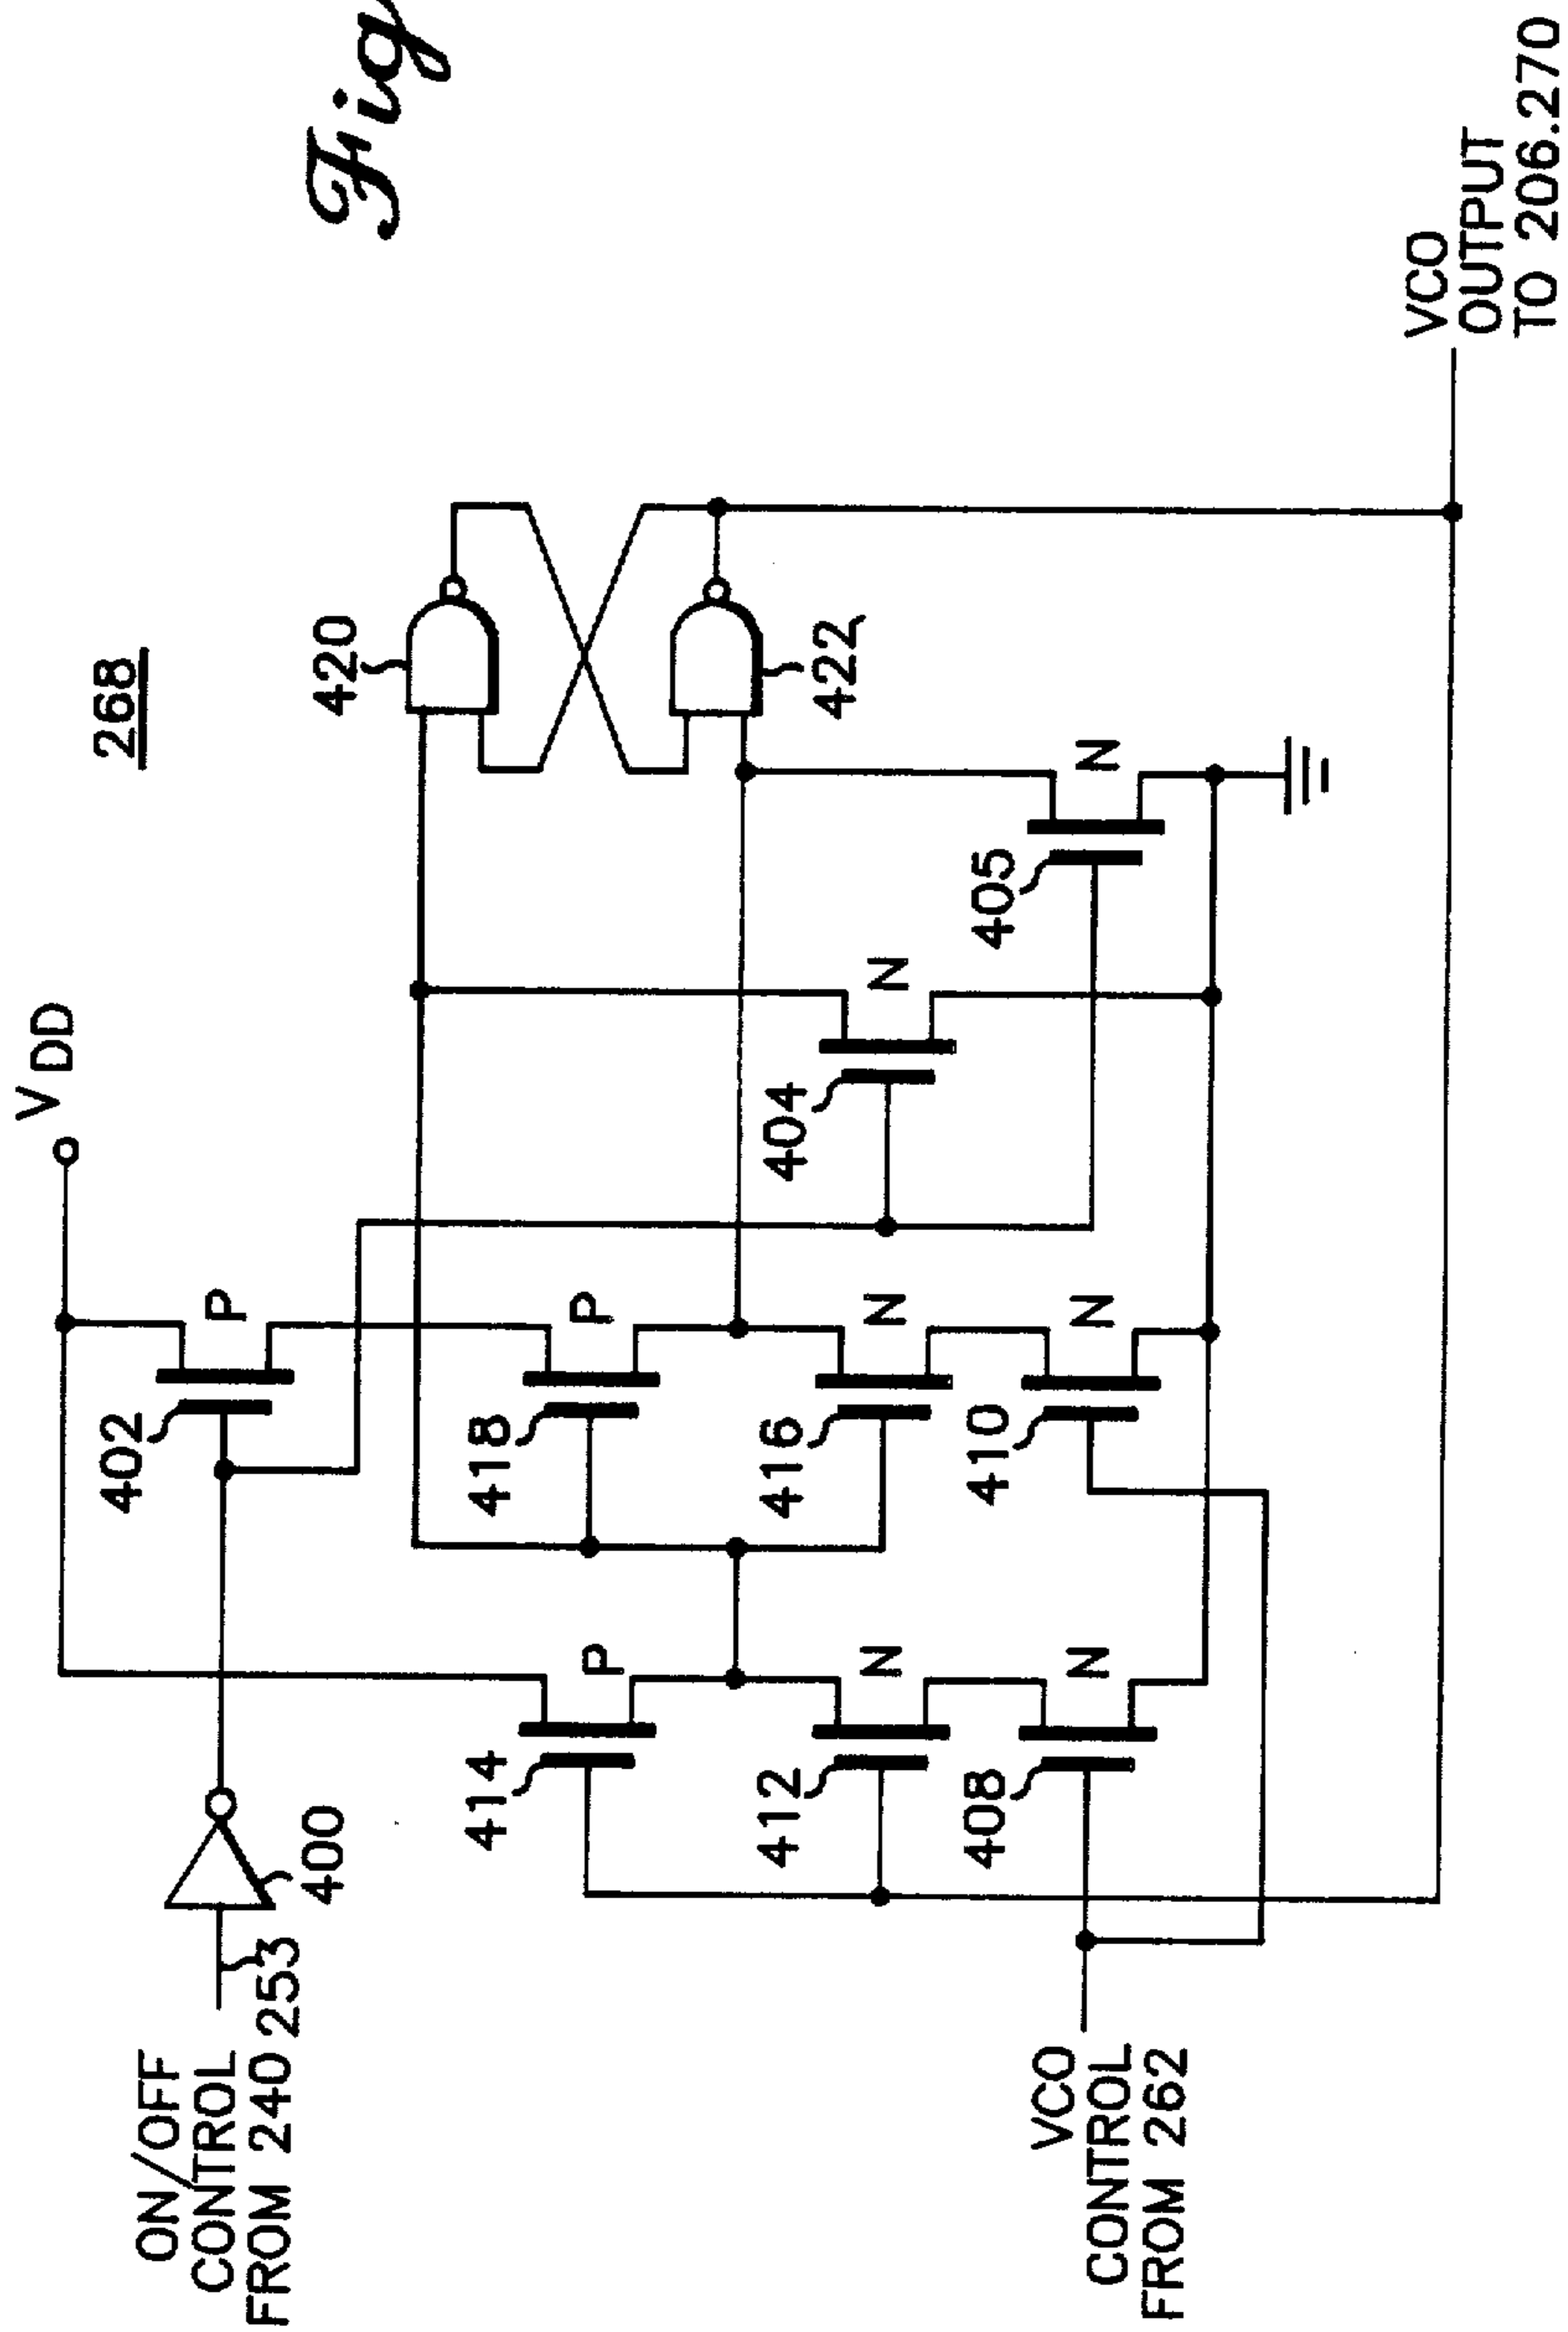 Fig
268
V DD
402
P
420
418
P
422
416
N
404
N
405
N
410
N
414
P
412
N
408
N
400
253
ON/OFF
CONTROL
FROM 240
VCO
CONTROL
FROM 262
VCO
OUTPUT
TO 206.270